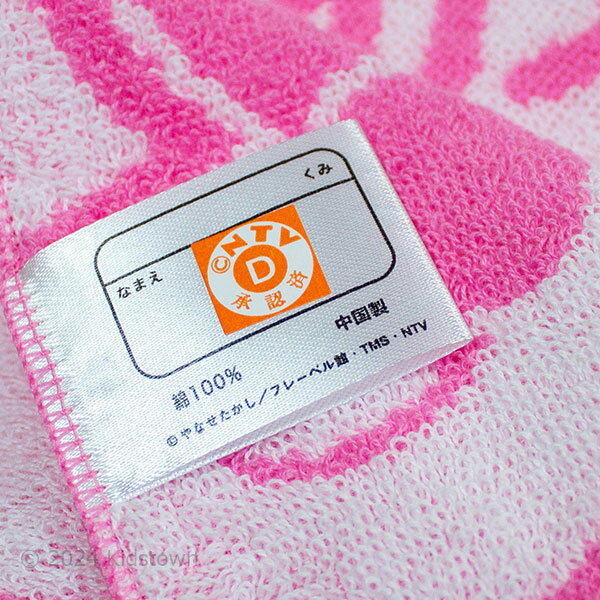 くみ
なまえ
©NTV
D
承認済
綿100%
中国製
©やなせたかし/フレーベル館・TMS・NTV
© 2024 Kidstown